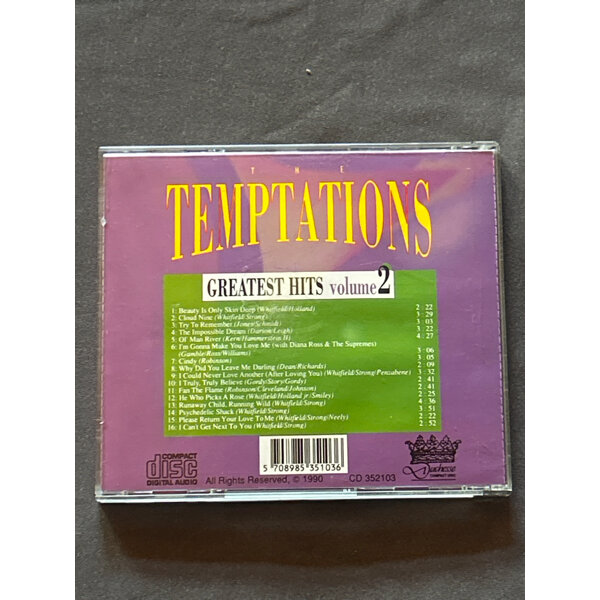 THE
TEMPTATIONS
GREATEST HITS volume 2
1: Beauty Is Only Skin Deep (Whitfield/Holland) 2 : 22
2: Cloud Nine (Whitfield/Strong) 3 : 29
3: Try To Remember (Jones/Schmidt) 3 : 03
4: The Impossible Dream (Darion/Leigh) 3 : 22
5: Ol' Man River (Kern/Hammerstein II) 4 : 27
6: I'm Gonna Make You Love Me (with Diana Ross & The Supremes)
(Gamble/Ross/Williams) 3 : 06
7: Cindy (Robinson) 3 : 05
8: Why Did You Leave Me Darling (Dean/Richards) 2 : 09
9: I Could Never Love Another (After Loving You) (Whitfield/Strong/Penzabene) 3 : 32
10: I Truly, Truly Believe (Gordy/Story/Gordy) 2 : 41
11: Fan The Flame (Robinson/Cleveland/Johnson) 2 : 41
12: He Who Picks A Rose (Whitfield/Holland jr/Smiley) 2 : 25
13: Runaway Child, Running Wild (Whitfield/Strong) 4 : 36
14: Psychedelic Shack (Whitfield/Strong) 3 : 51
15: Please Return Your Love To Me (Whitfield/Strong/Neely) 2 : 22
16: I Can't Get Next To You (Whitfield/Strong) 2 : 52
COMPACT
disc
DIGITAL AUDIO
5 708985 351036
All Rights Reserved, © 1990
CD 352103
Duchesse
COMPACT DISC